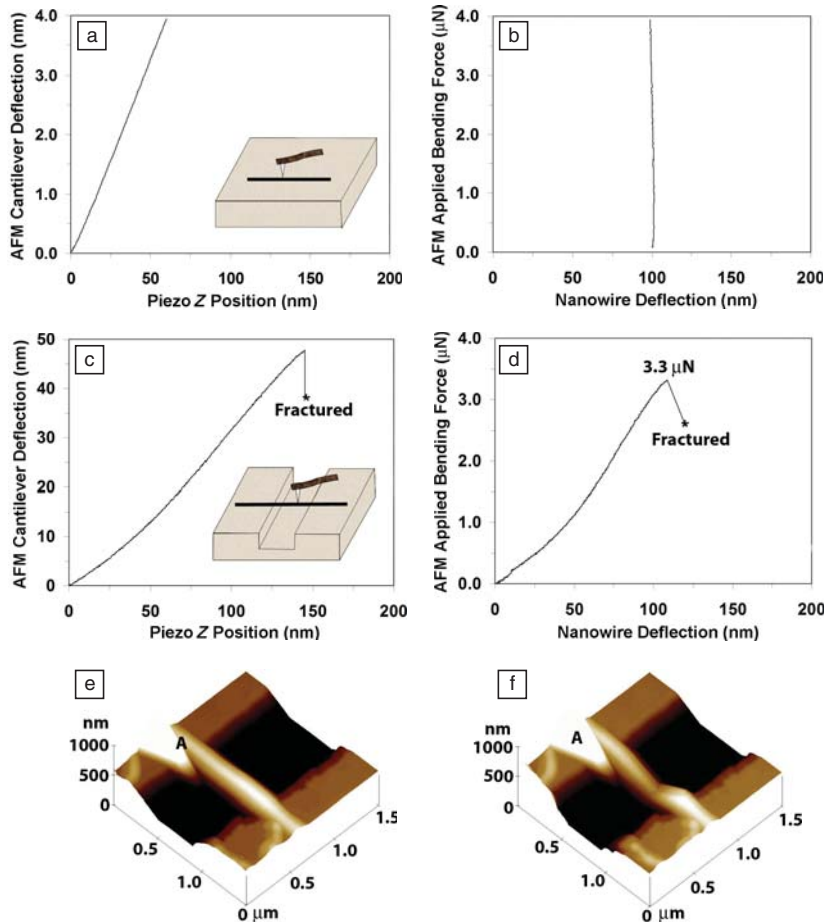 a
AFM Cantilever Deflection (nm)
4.0
3.0
2.0
1.0
0.0
0 50 100 150 200
Piezo Z Position (nm)
b
AFM Applied Bending Force (µN)
4.0
3.0
2.0
1.0
0.0
0 50 100 150 200
Nanowire Deflection (nm)
c
AFM Cantilever Deflection (nm)
50
40
30
20
10
0
Fractured
0 50 100 150 200
Piezo Z Position (nm)
d
AFM Applied Bending Force (µN)
4.0
3.0
2.0
1.0
0.0
3.3 µN
Fractured
0 50 100 150 200
Nanowire Deflection (nm)
e
nm
1000
500
0
A
0.5
1.0
0 µm
0.5
1.0
1.5
f
nm
1000
500
0
A
0.5
1.0
0 µm
0.5
1.0
1.5